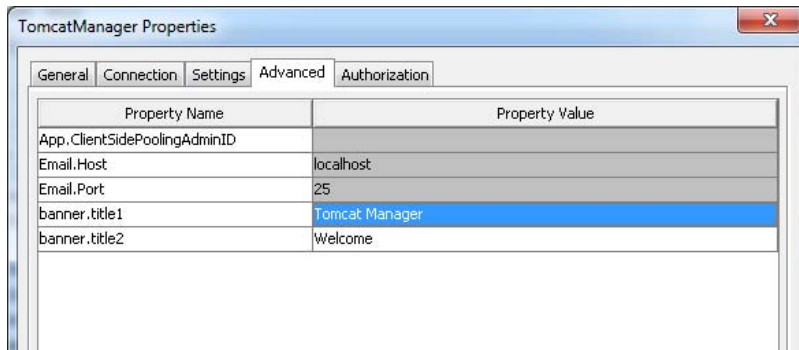 TomcatManager Properties
General Connection Settings Advanced Authorization
Property Name Property Value
App.ClientSidePoolingAdminID
Email.Host localhost
Email.Port 25
banner.title1 Tomcat Manager
banner.title2 Welcome